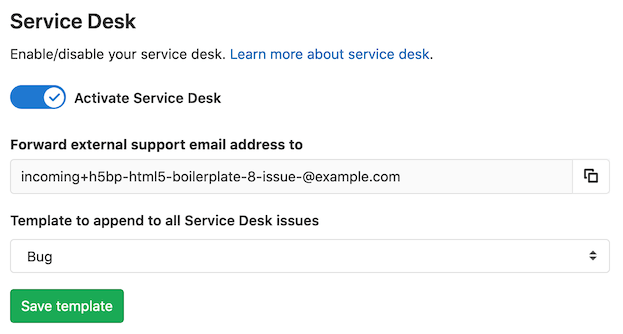 Service Desk
Enable/disable your service desk. Learn more about service desk.
Activate Service Desk
Forward external support email address to
incoming+h5bp-html5-boilerplate-8-issue-@example.com
Template to append to all Service Desk issues
Bug
Save template